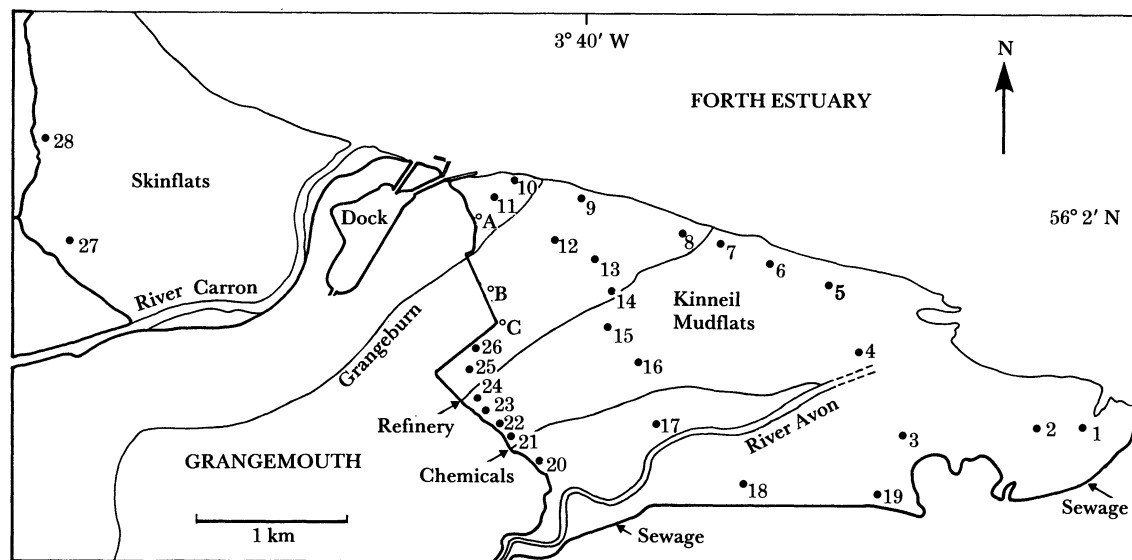 3° 40′ W
N
FORTH ESTUARY
28
Skinflats
10
11
9
Dock
°A
56° 2′ N
27
12
8
7
13
6
River Carron
°B
14
Kinneil
Mudflats
5
°C
15
26
16
4
25
Grangeburn
24
23
Refinery
22
17
River Avon
21
3
2
1
GRANGEMOUTH
Chemicals
20
18
19
Sewage
1 km
Sewage